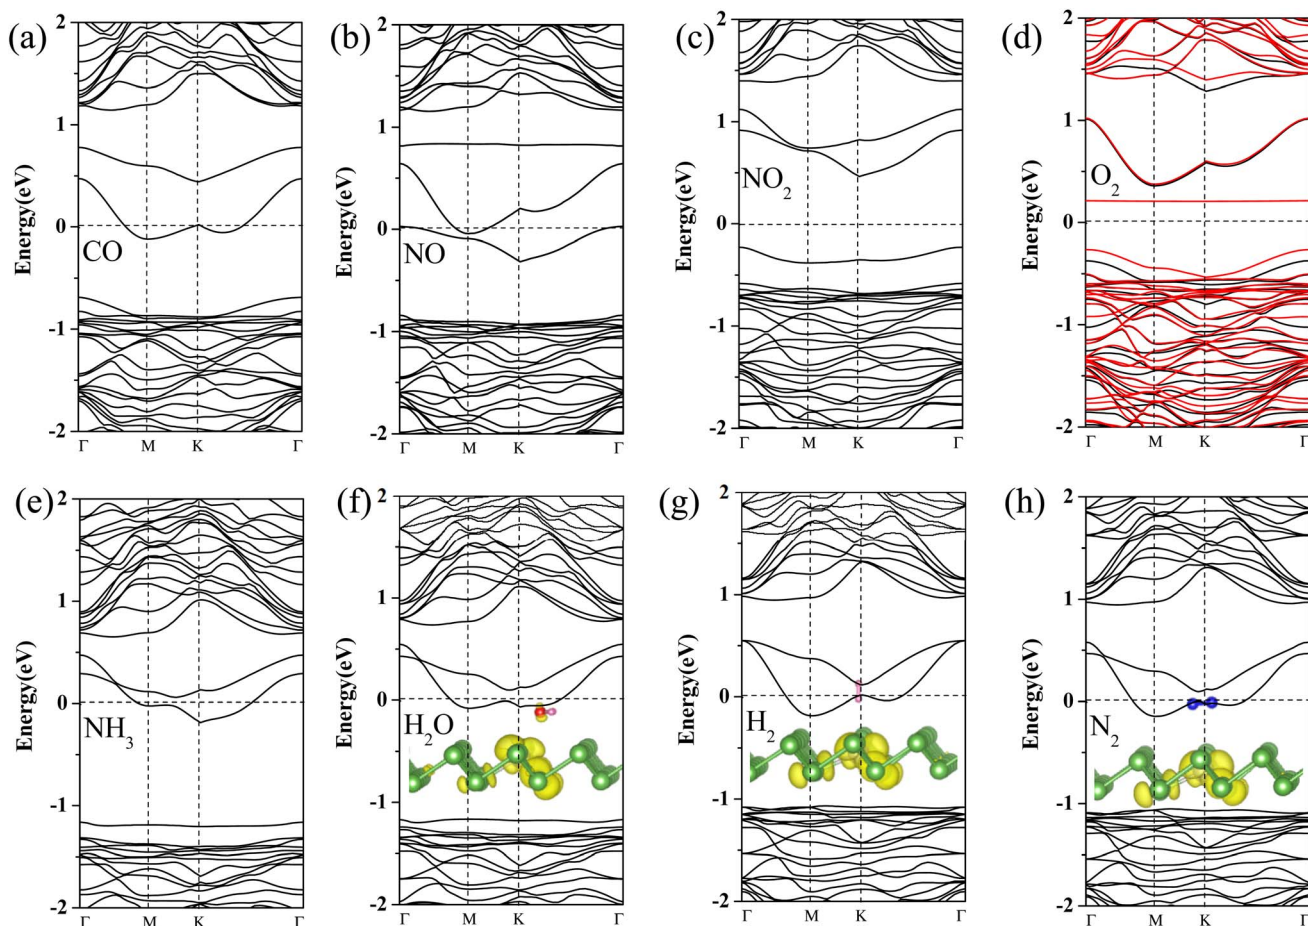 (a)
2
1
0
-1
-2
Energy(eV)
CO
Γ M K Γ
(b)
2
1
0
-1
-2
Energy(eV)
NO
Γ M K Γ
(c)
2
1
0
-1
-2
Energy(eV)
NO₂
Γ M K Γ
(d)
2
1
0
-1
-2
Energy(eV)
O₂
Γ M K Γ
(e)
2
1
0
-1
-2
Energy(eV)
NH₃
Γ M K Γ
(f)
2
1
0
-1
-2
Energy(eV)
H₂O
Γ M K Γ
(g)
2
1
0
-1
-2
Energy(eV)
H₂
Γ M K Γ
(h)
2
1
0
-1
-2
Energy(eV)
N₂
Γ M K Γ